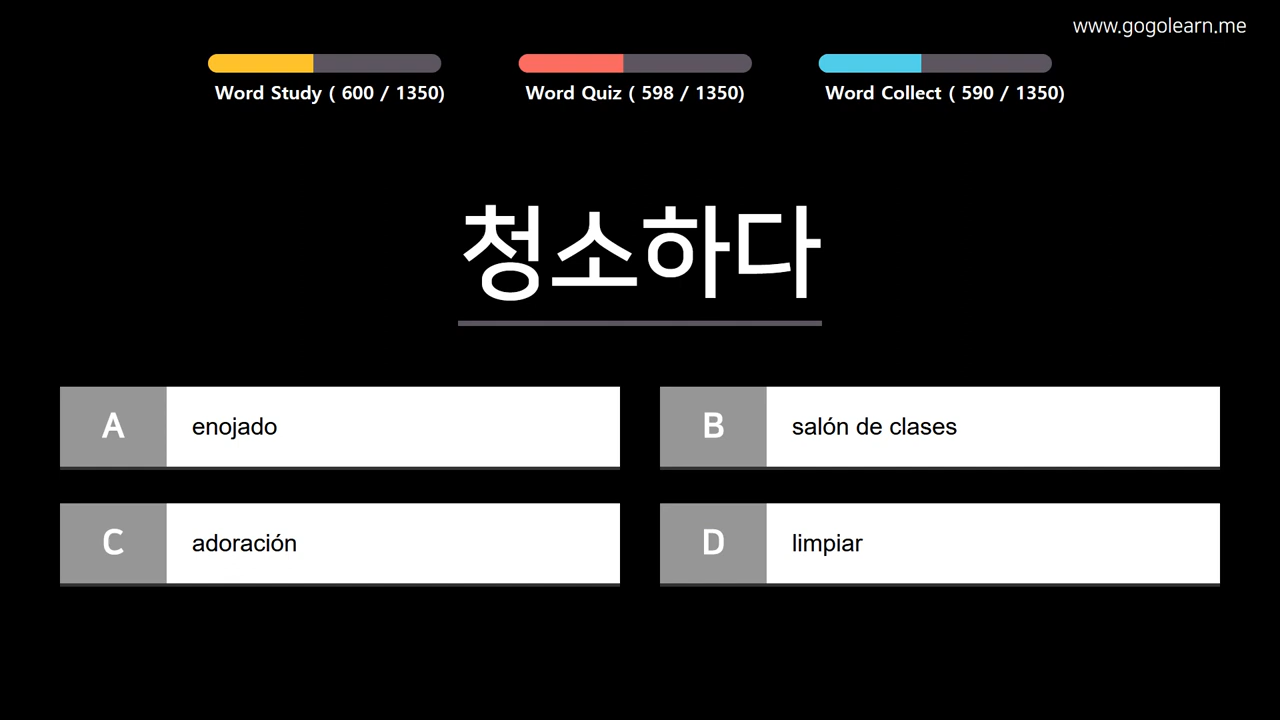 www.gogolearn.me
Word Study ( 600 / 1350)
Word Quiz ( 598 / 1350)
Word Collect ( 590 / 1350)
청소하다
A enojado
B salón de clases
C adoración
D limpiar